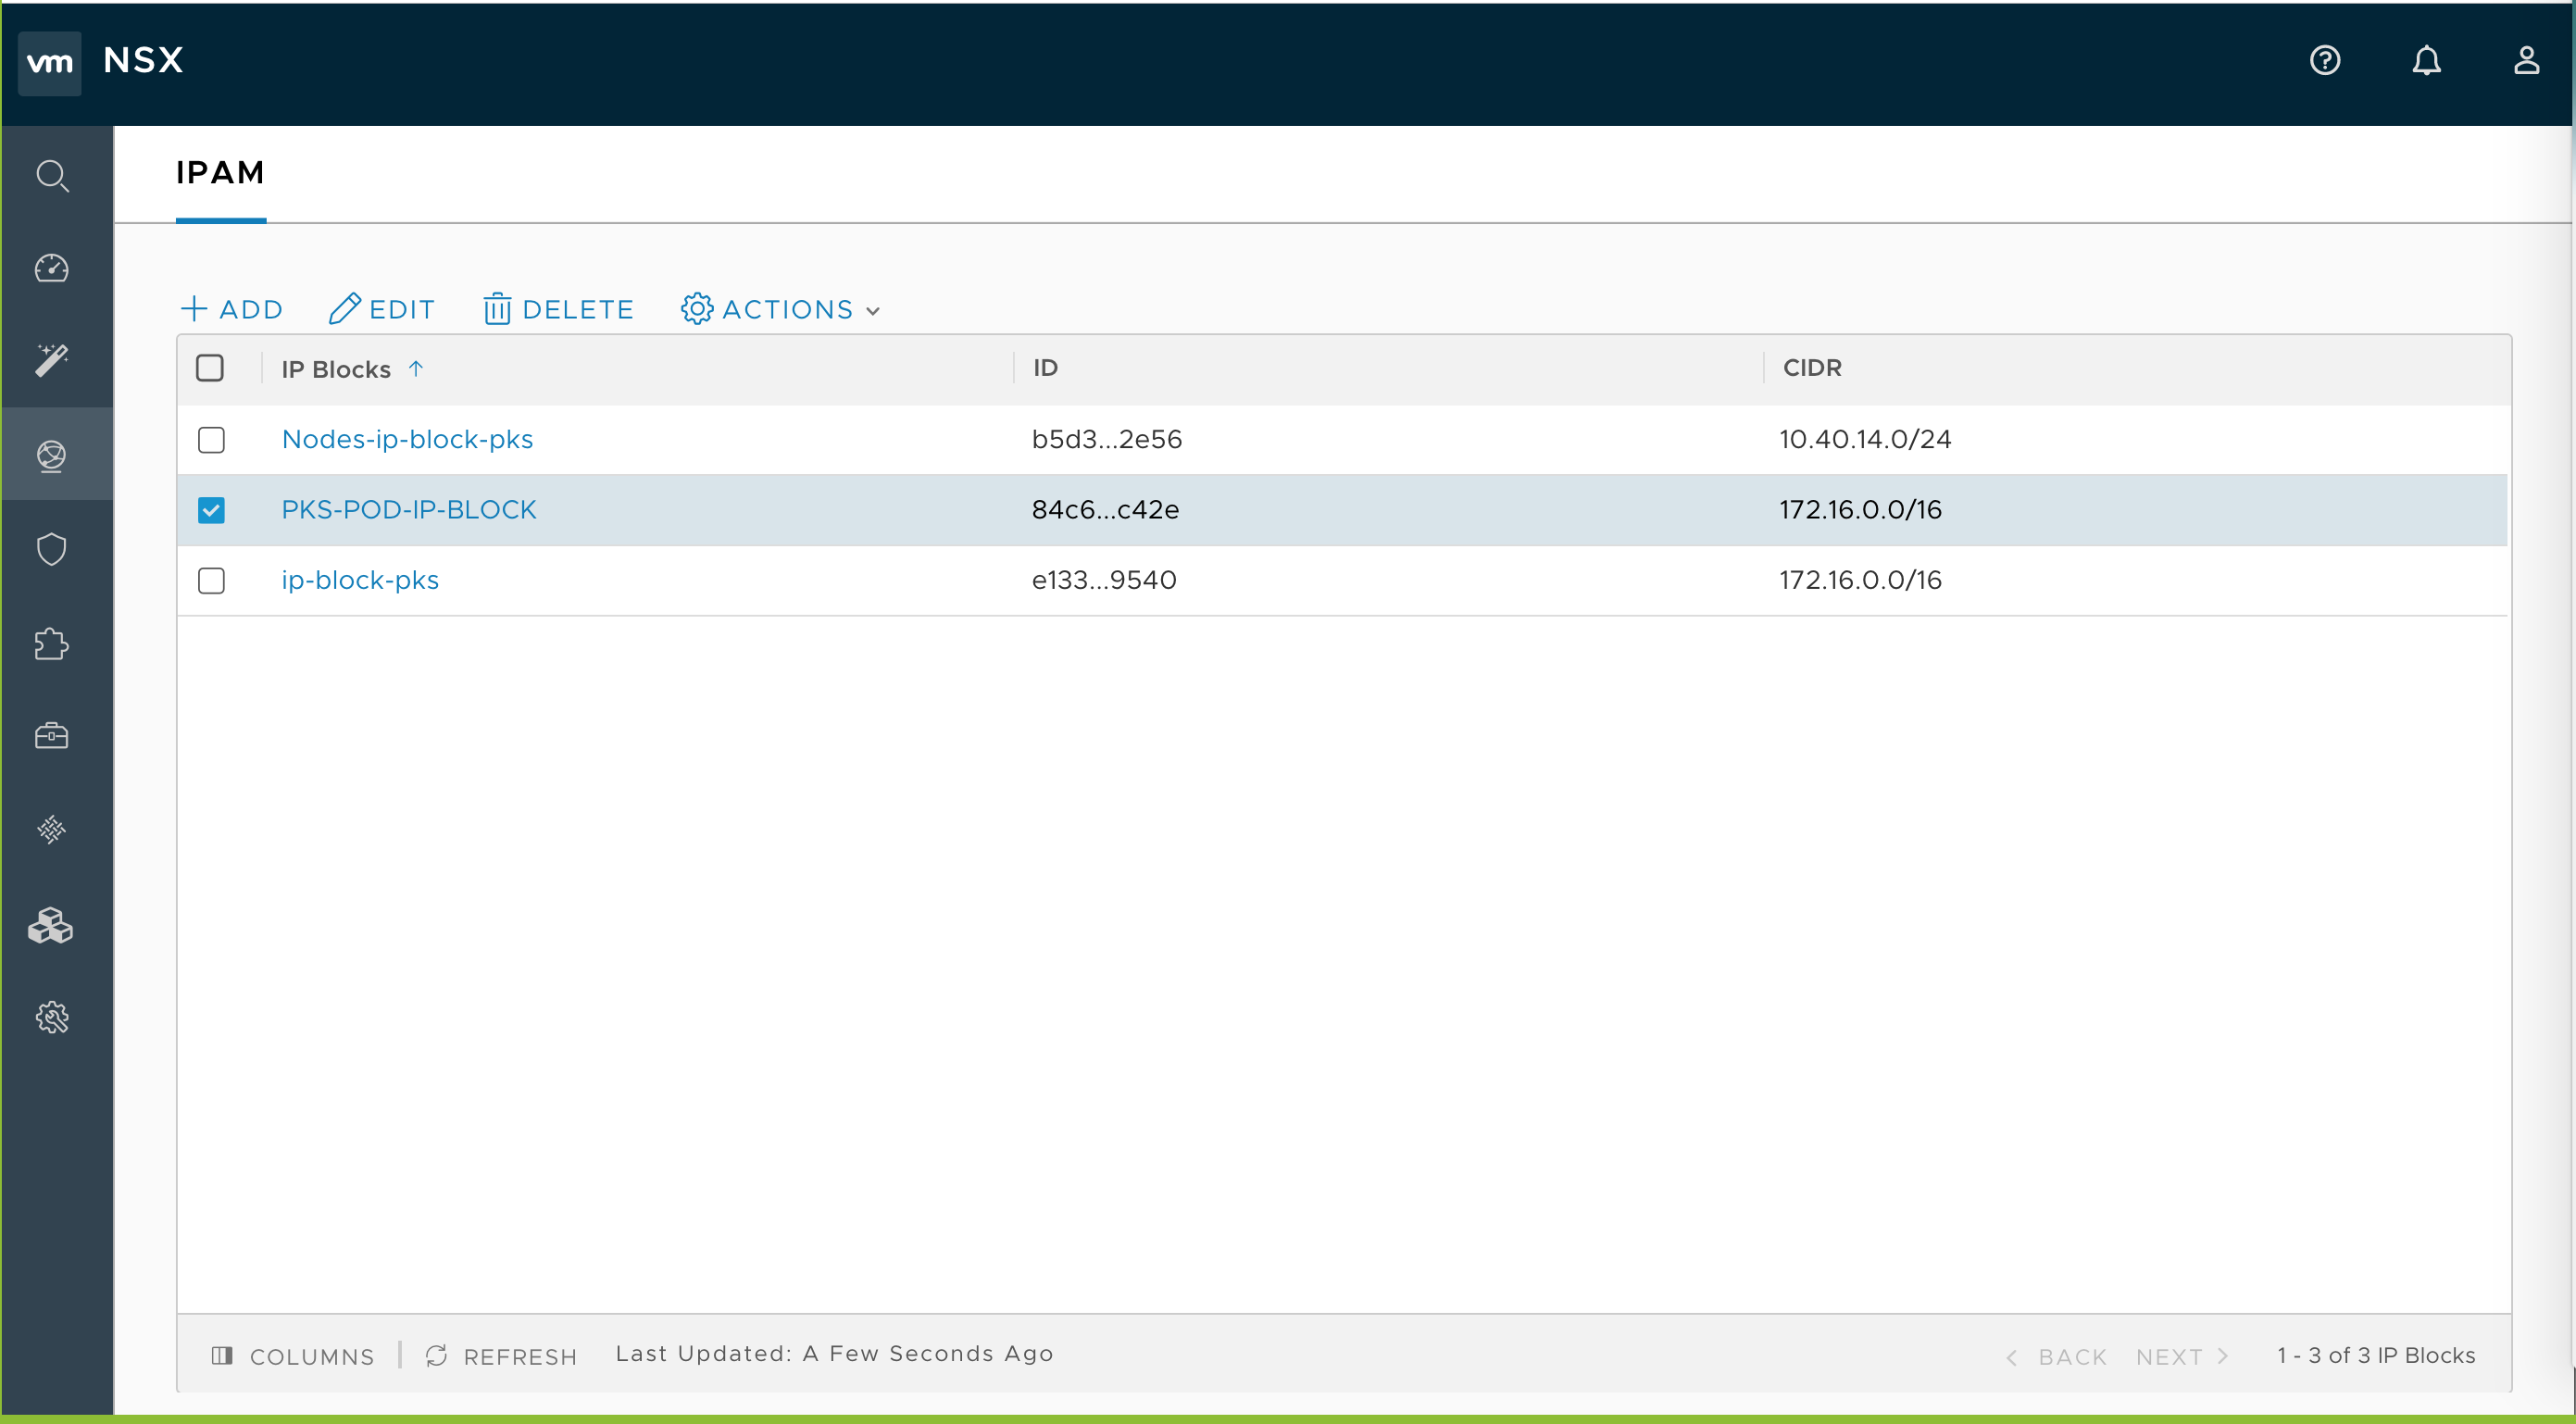 vm NSX
IPAM
ADD EDIT DELETE ACTIONS
IP Blocks ID CIDR
Nodes-ip-block-pks b5d3...2e56 10.40.14.0/24
PKS-POD-IP-BLOCK 84c6...c42e 172.16.0.0/16
ip-block-pks e133...9540 172.16.0.0/16
COLUMNS REFRESH Last Updated: A Few Seconds Ago BACK NEXT 1 - 3 of 3 IP Blocks